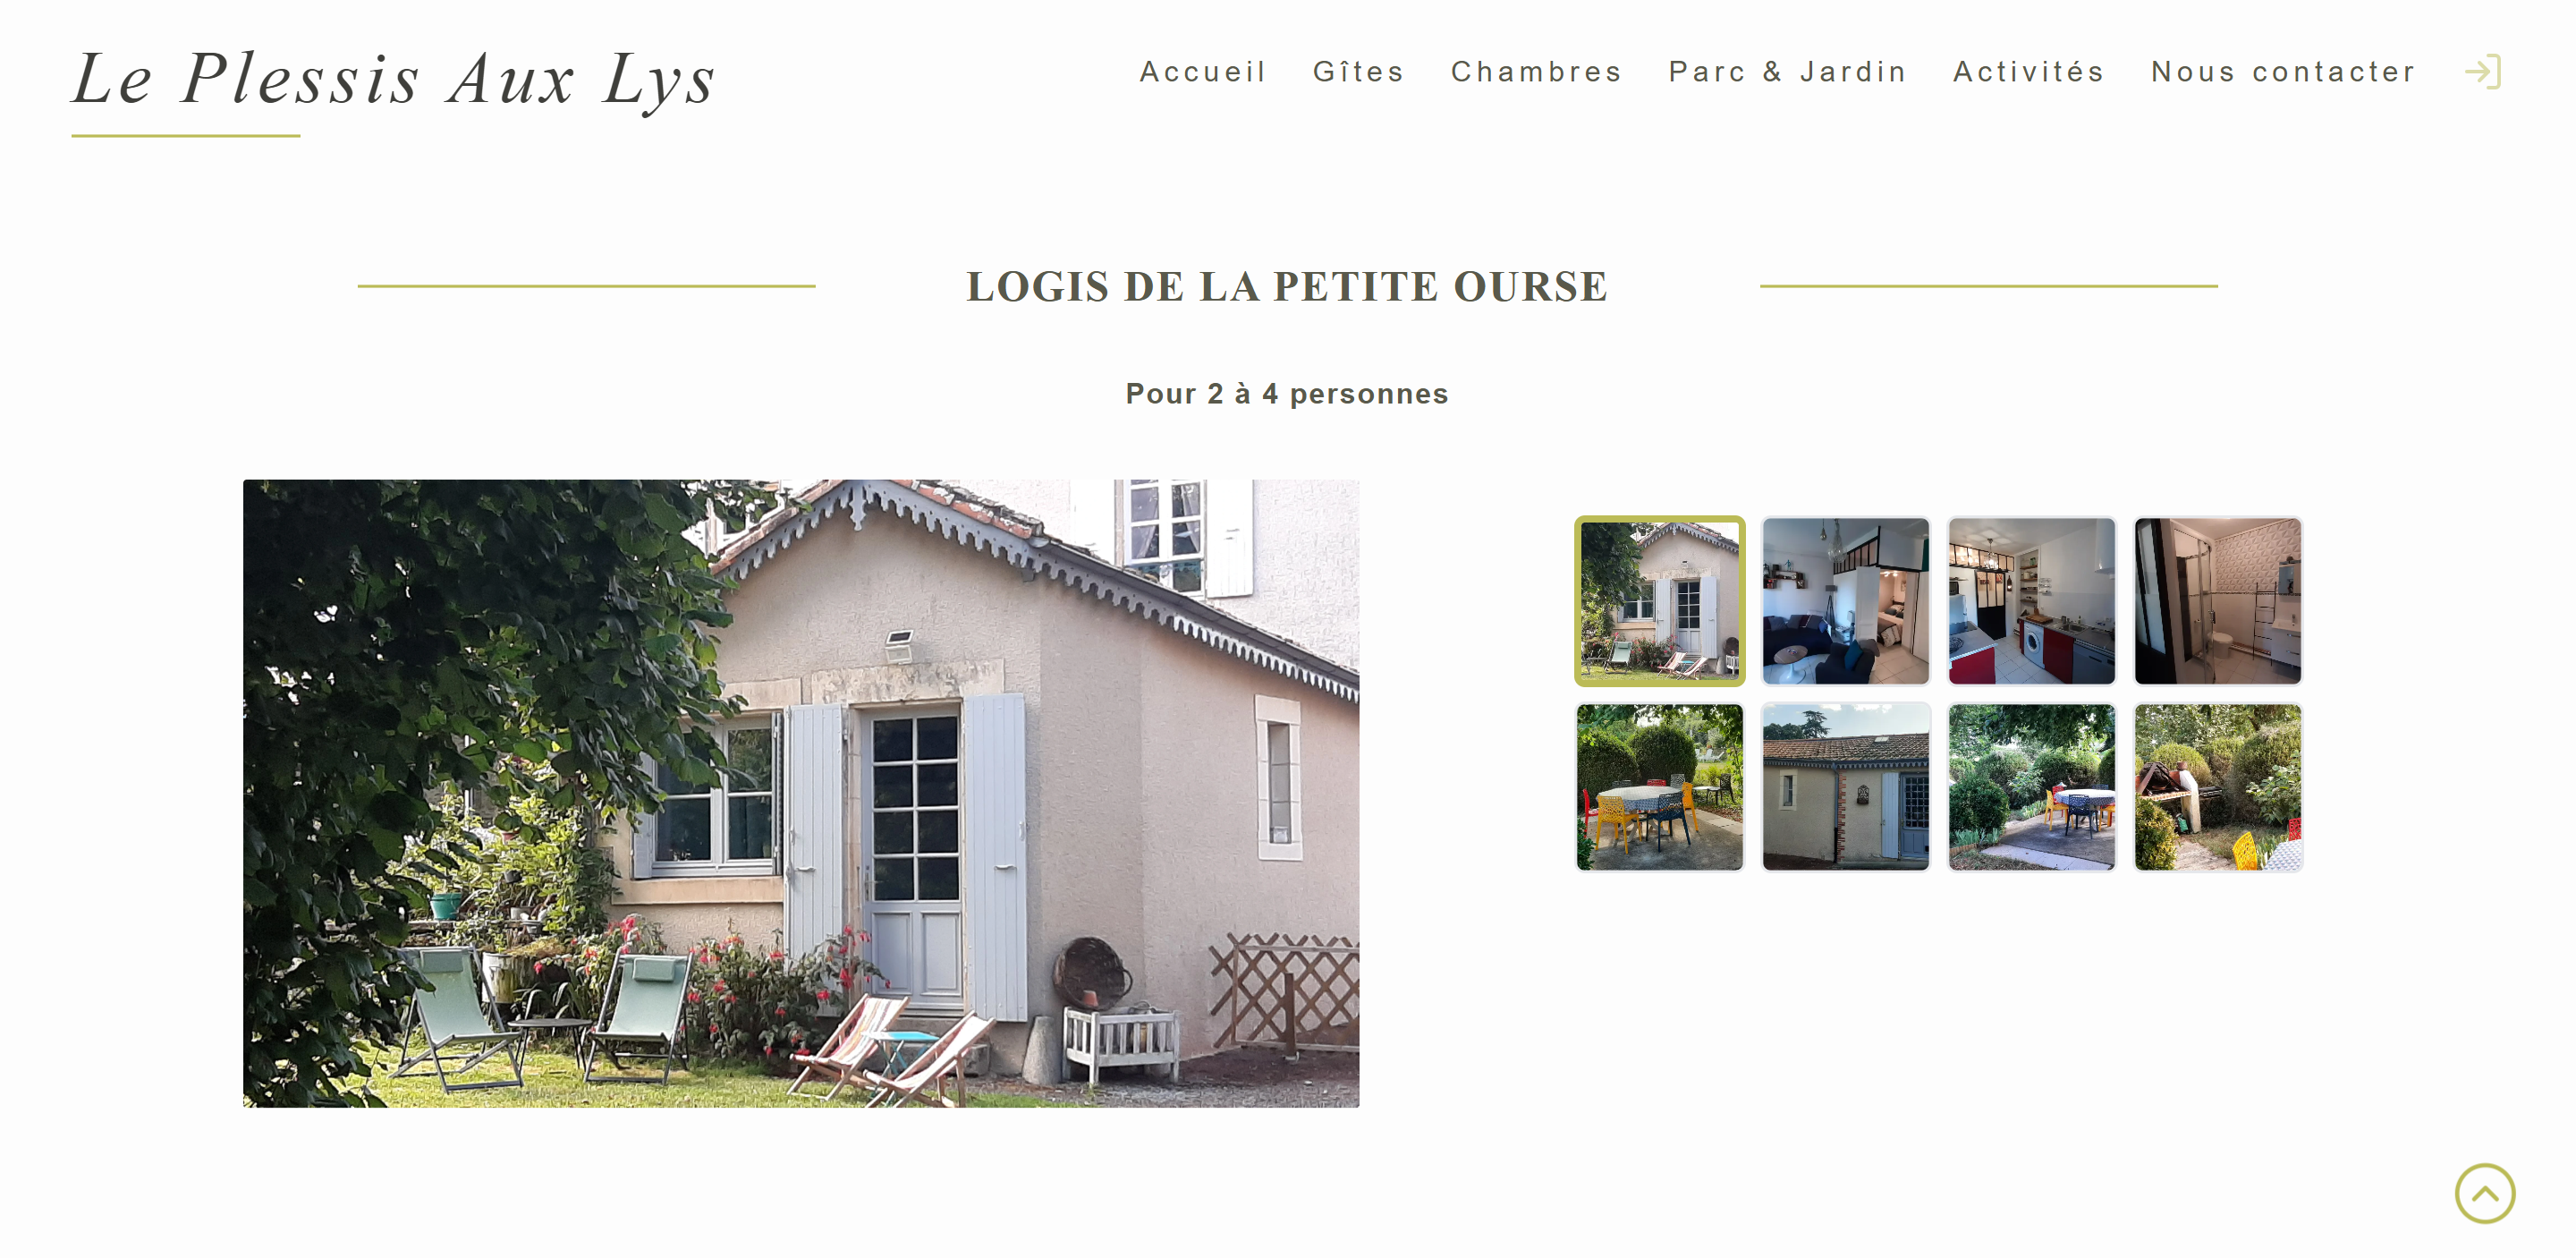 Le Plessis Aux Lys
Accueil Gîtes Chambres Parc & Jardin Activités Nous contacter
LOGIS DE LA PETITE OURSE
Pour 2 à 4 personnes